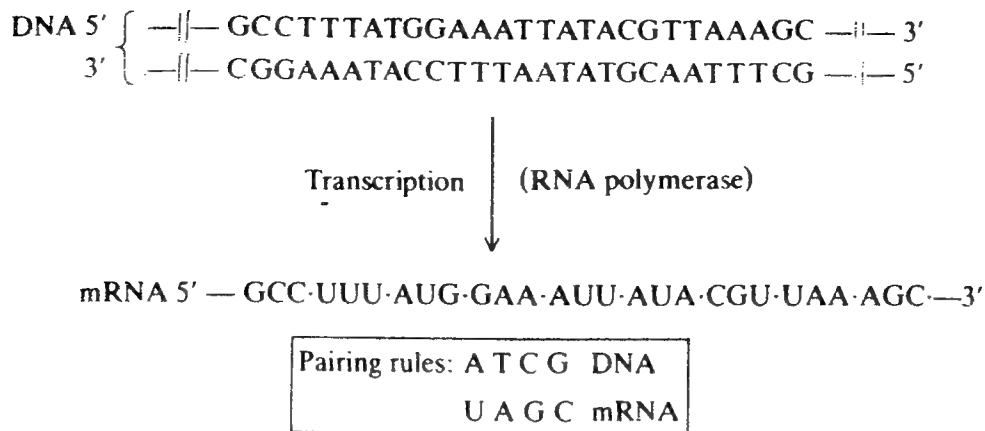 DNA 5′ —||— GCCTTTATGGAAATTATACGTTAAAGC —||— 3′
3′ —||— CGGAAATACCTTTAATATGCAATTTCG —|— 5′
Transcription (RNA polymerase)
mRNA 5′ — GCC·UUU·AUG·GAA·AUU·AUA·CGU·UAA·AGC·—3′
Pairing rules: A T C G DNA
U A G C mRNA